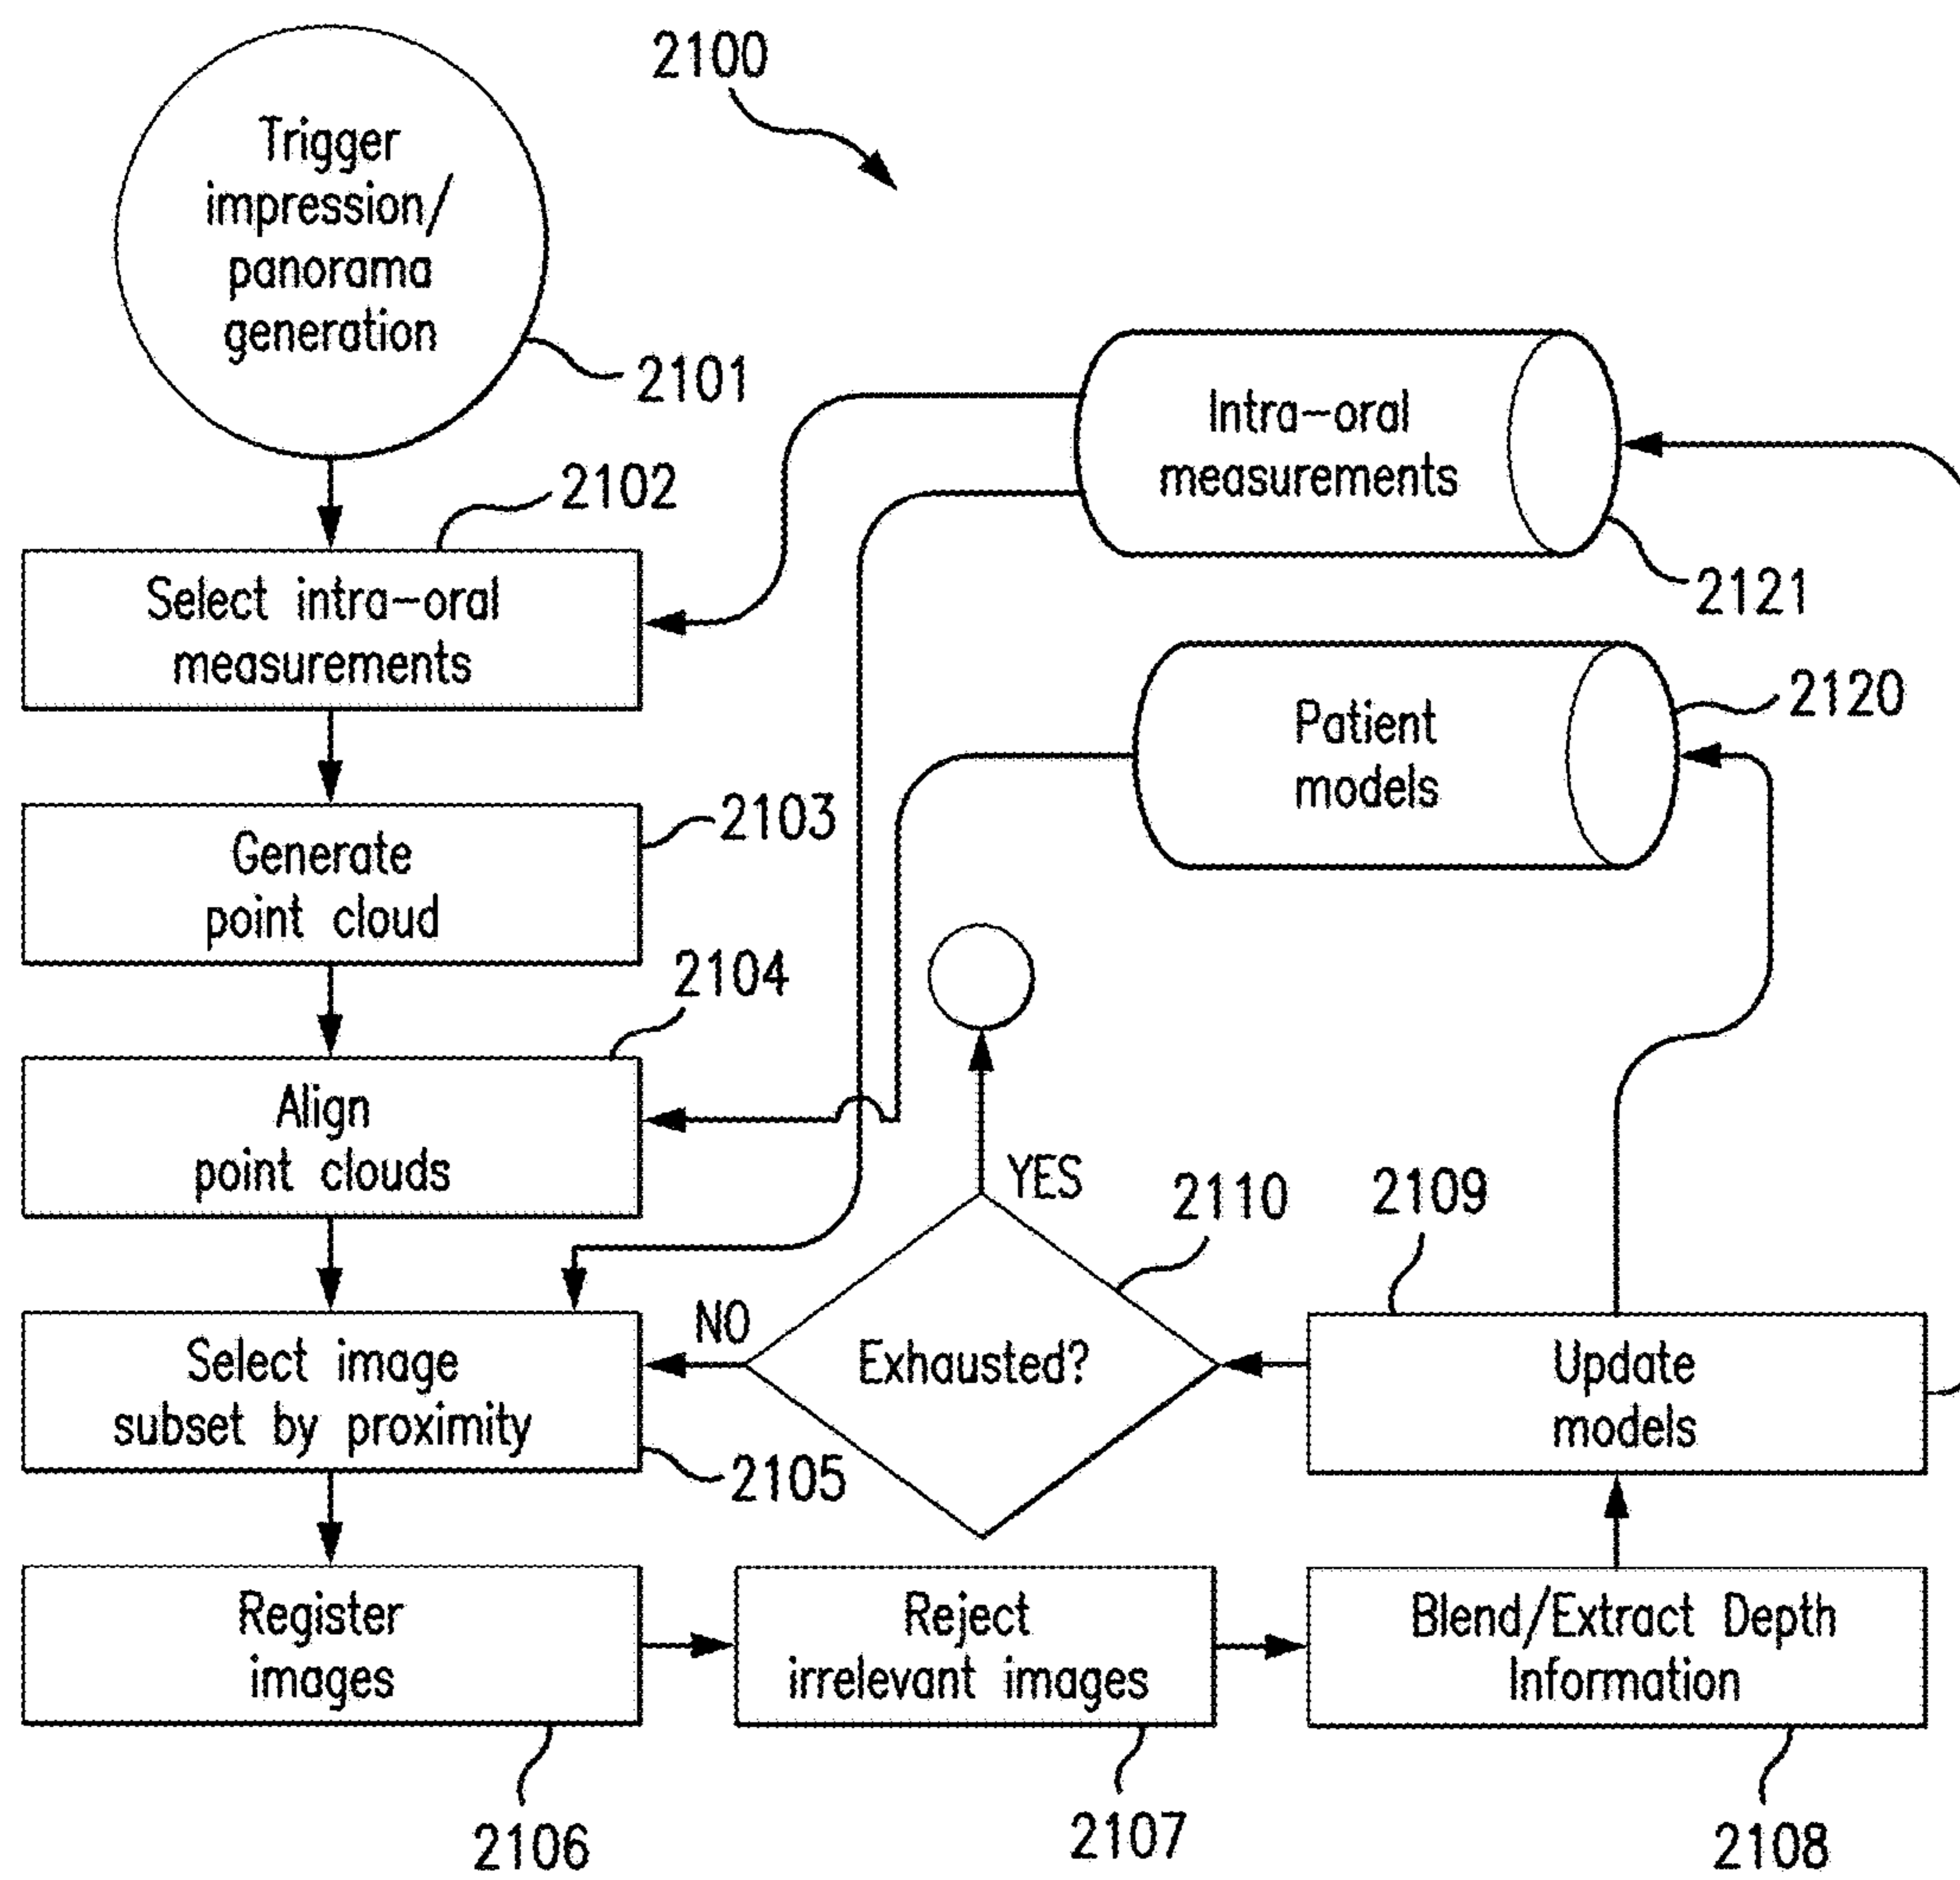 2100
Trigger
impression/
panorama
generation
2101
2102
Intra-oral
measurements
2121
Select intra-oral
measurements
2120
Patient
models
2103
Generate
point cloud
2104
Align
point clouds
YES
2110
2109
NO
Select image
subset by proximity
2105
Exhausted?
Update
models
Register
images
Reject
irrelevant images
Blend/Extract Depth
Information
2106
2107
2108